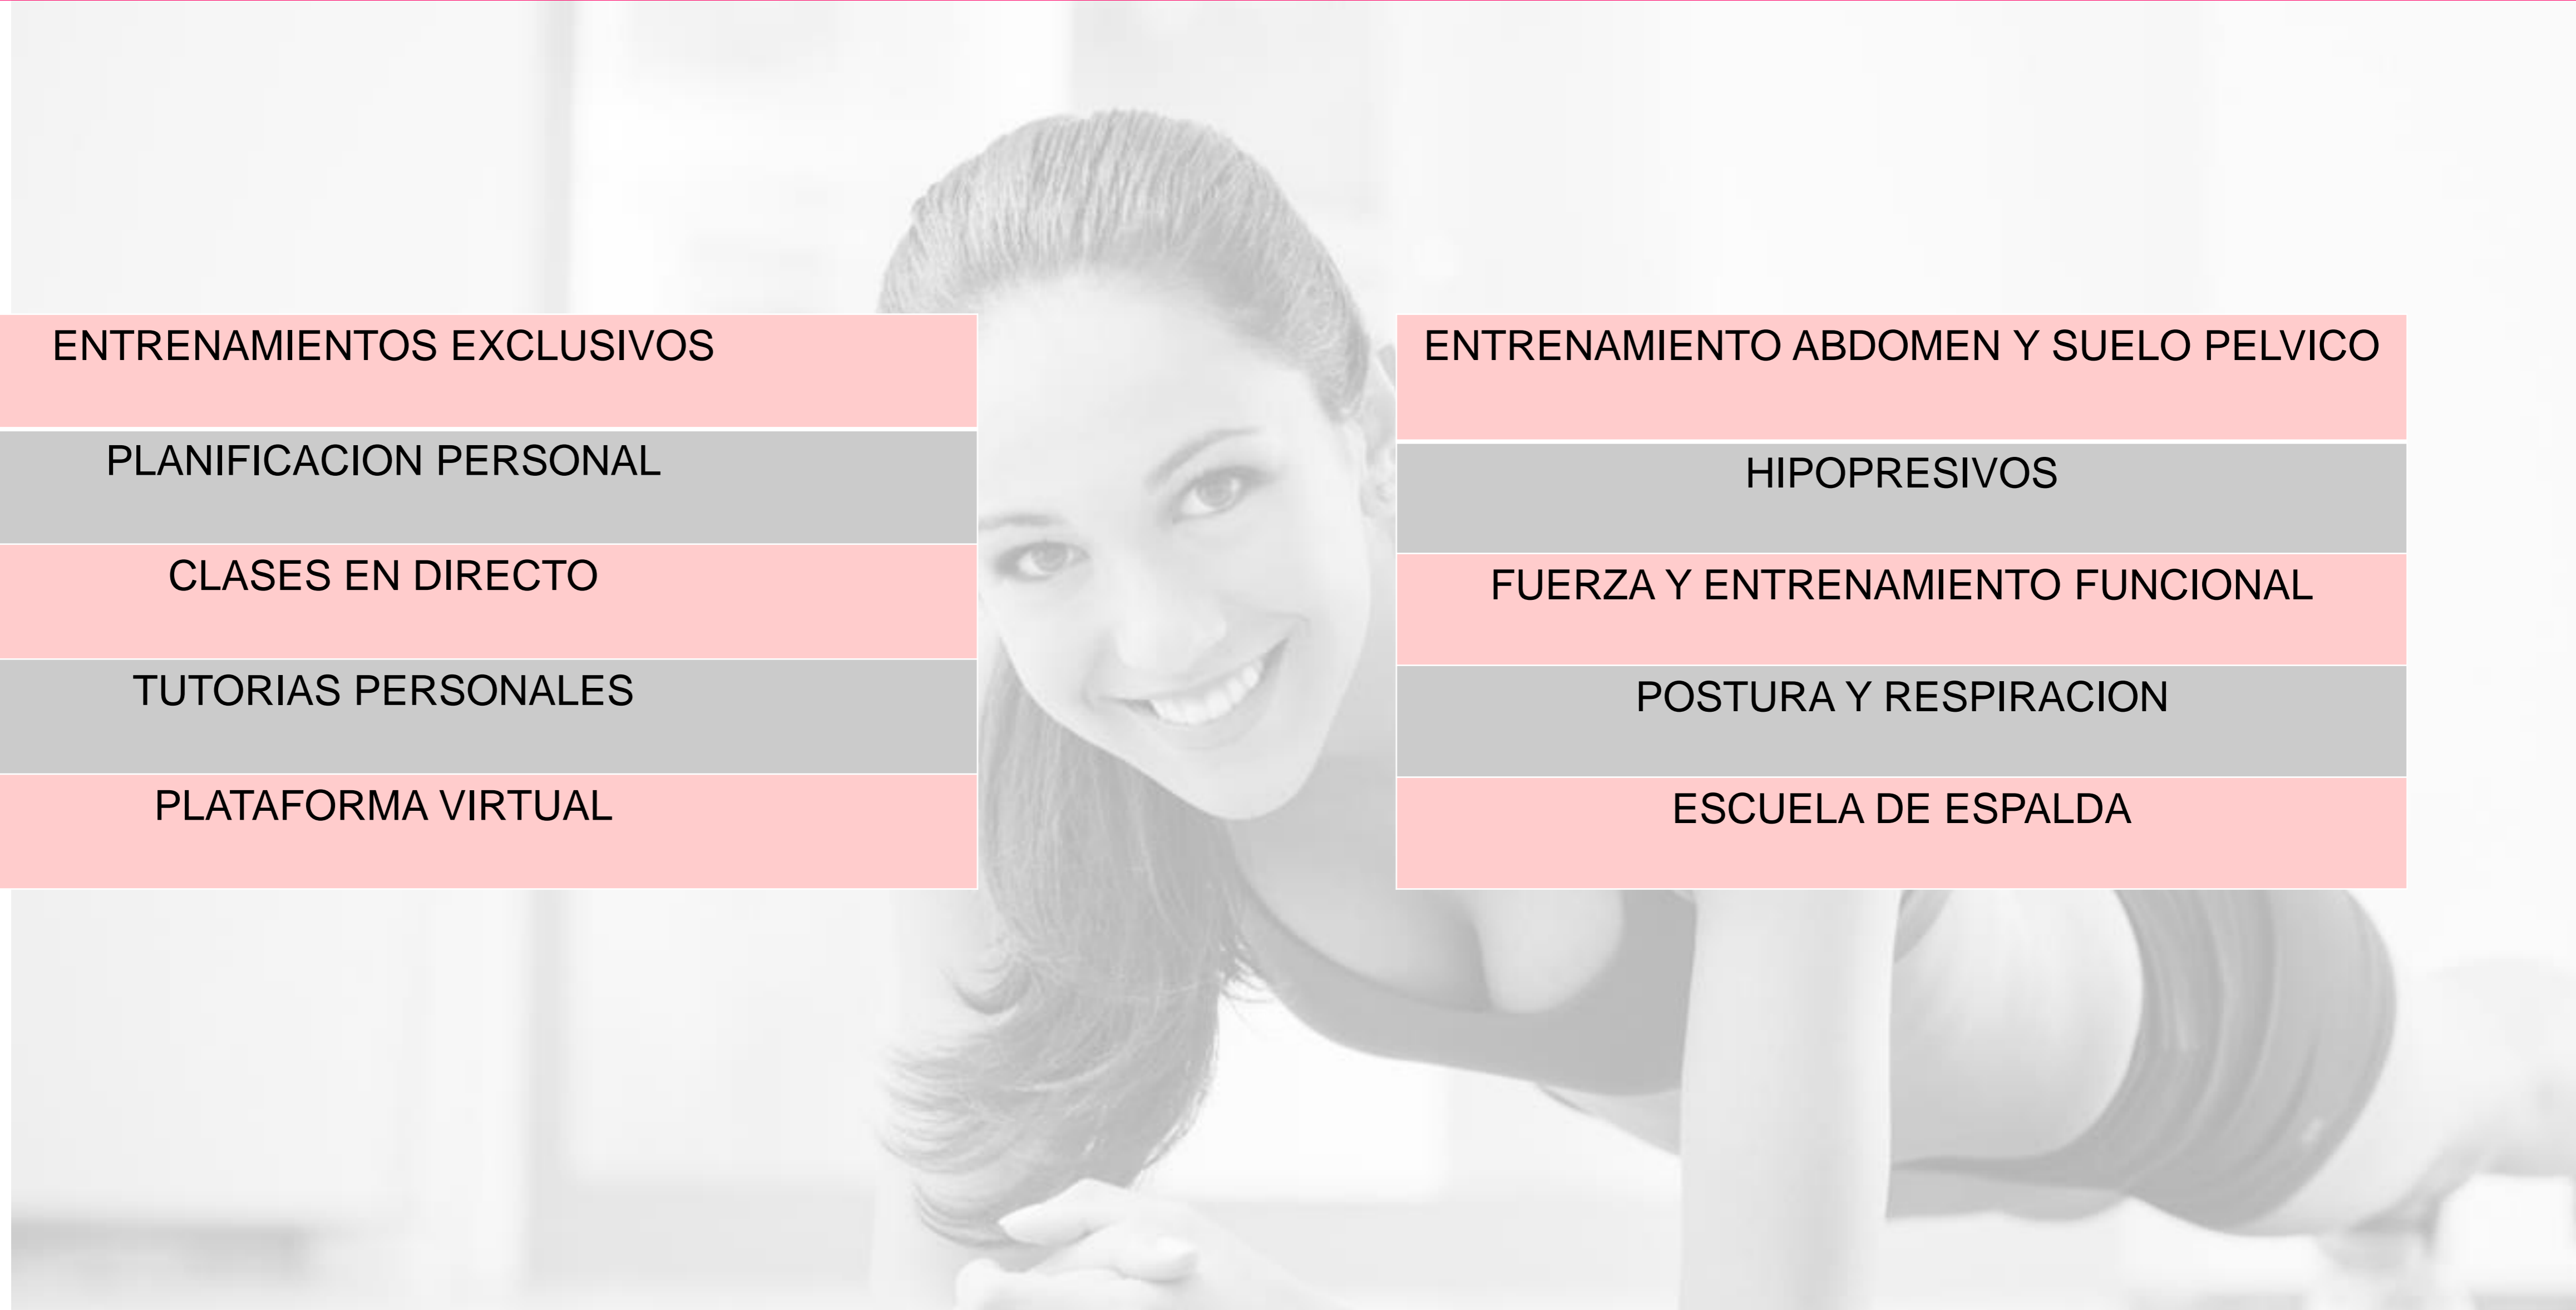 ENTRENAMIENTOS EXCLUSIVOS
PLANIFICACION PERSONAL
CLASES EN DIRECTO
TUTORIAS PERSONALES
PLATAFORMA VIRTUAL
ENTRENAMIENTO ABDOMEN Y SUELO PELVICO
HIPOPRESIVOS
FUERZA Y ENTRENAMIENTO FUNCIONAL
POSTURA Y RESPIRACION
ESCUELA DE ESPALDA